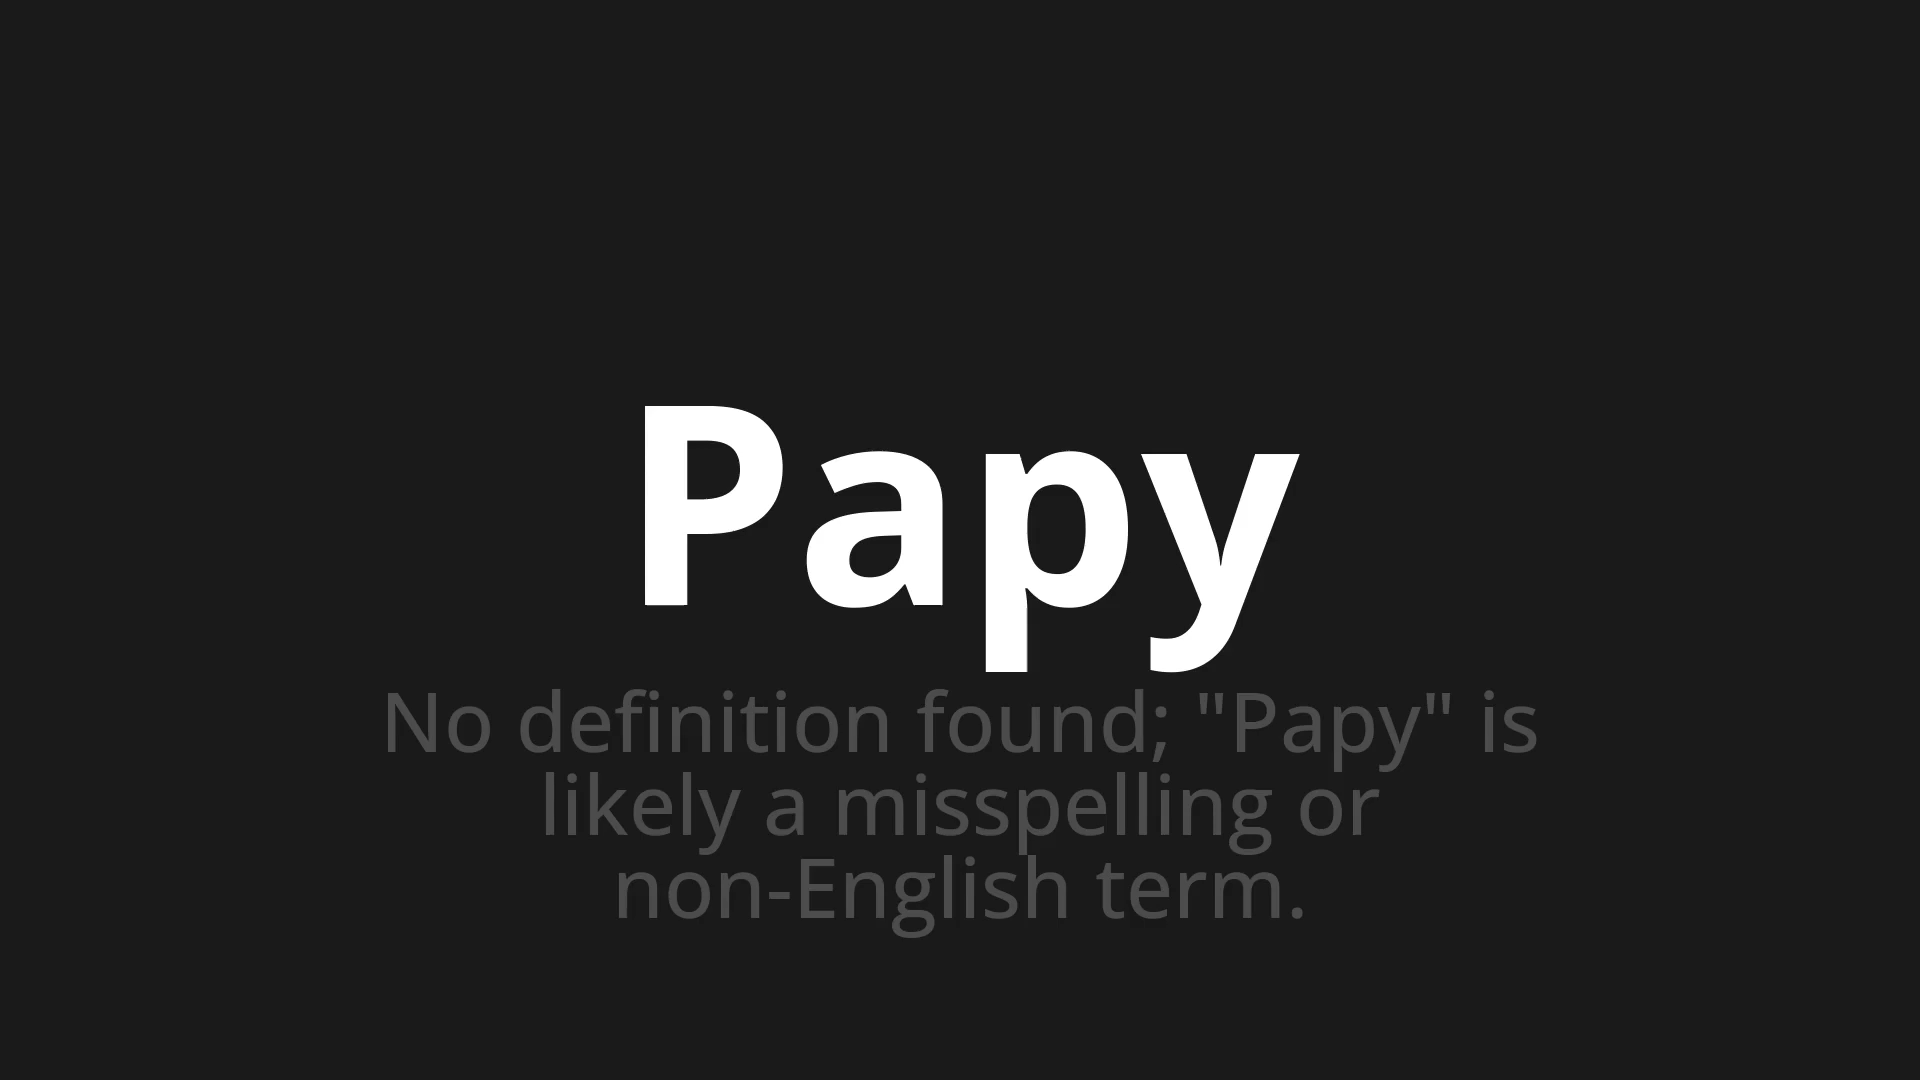 Papy
No definition found; "Papy" is
likely a misspelling or
non-English term.